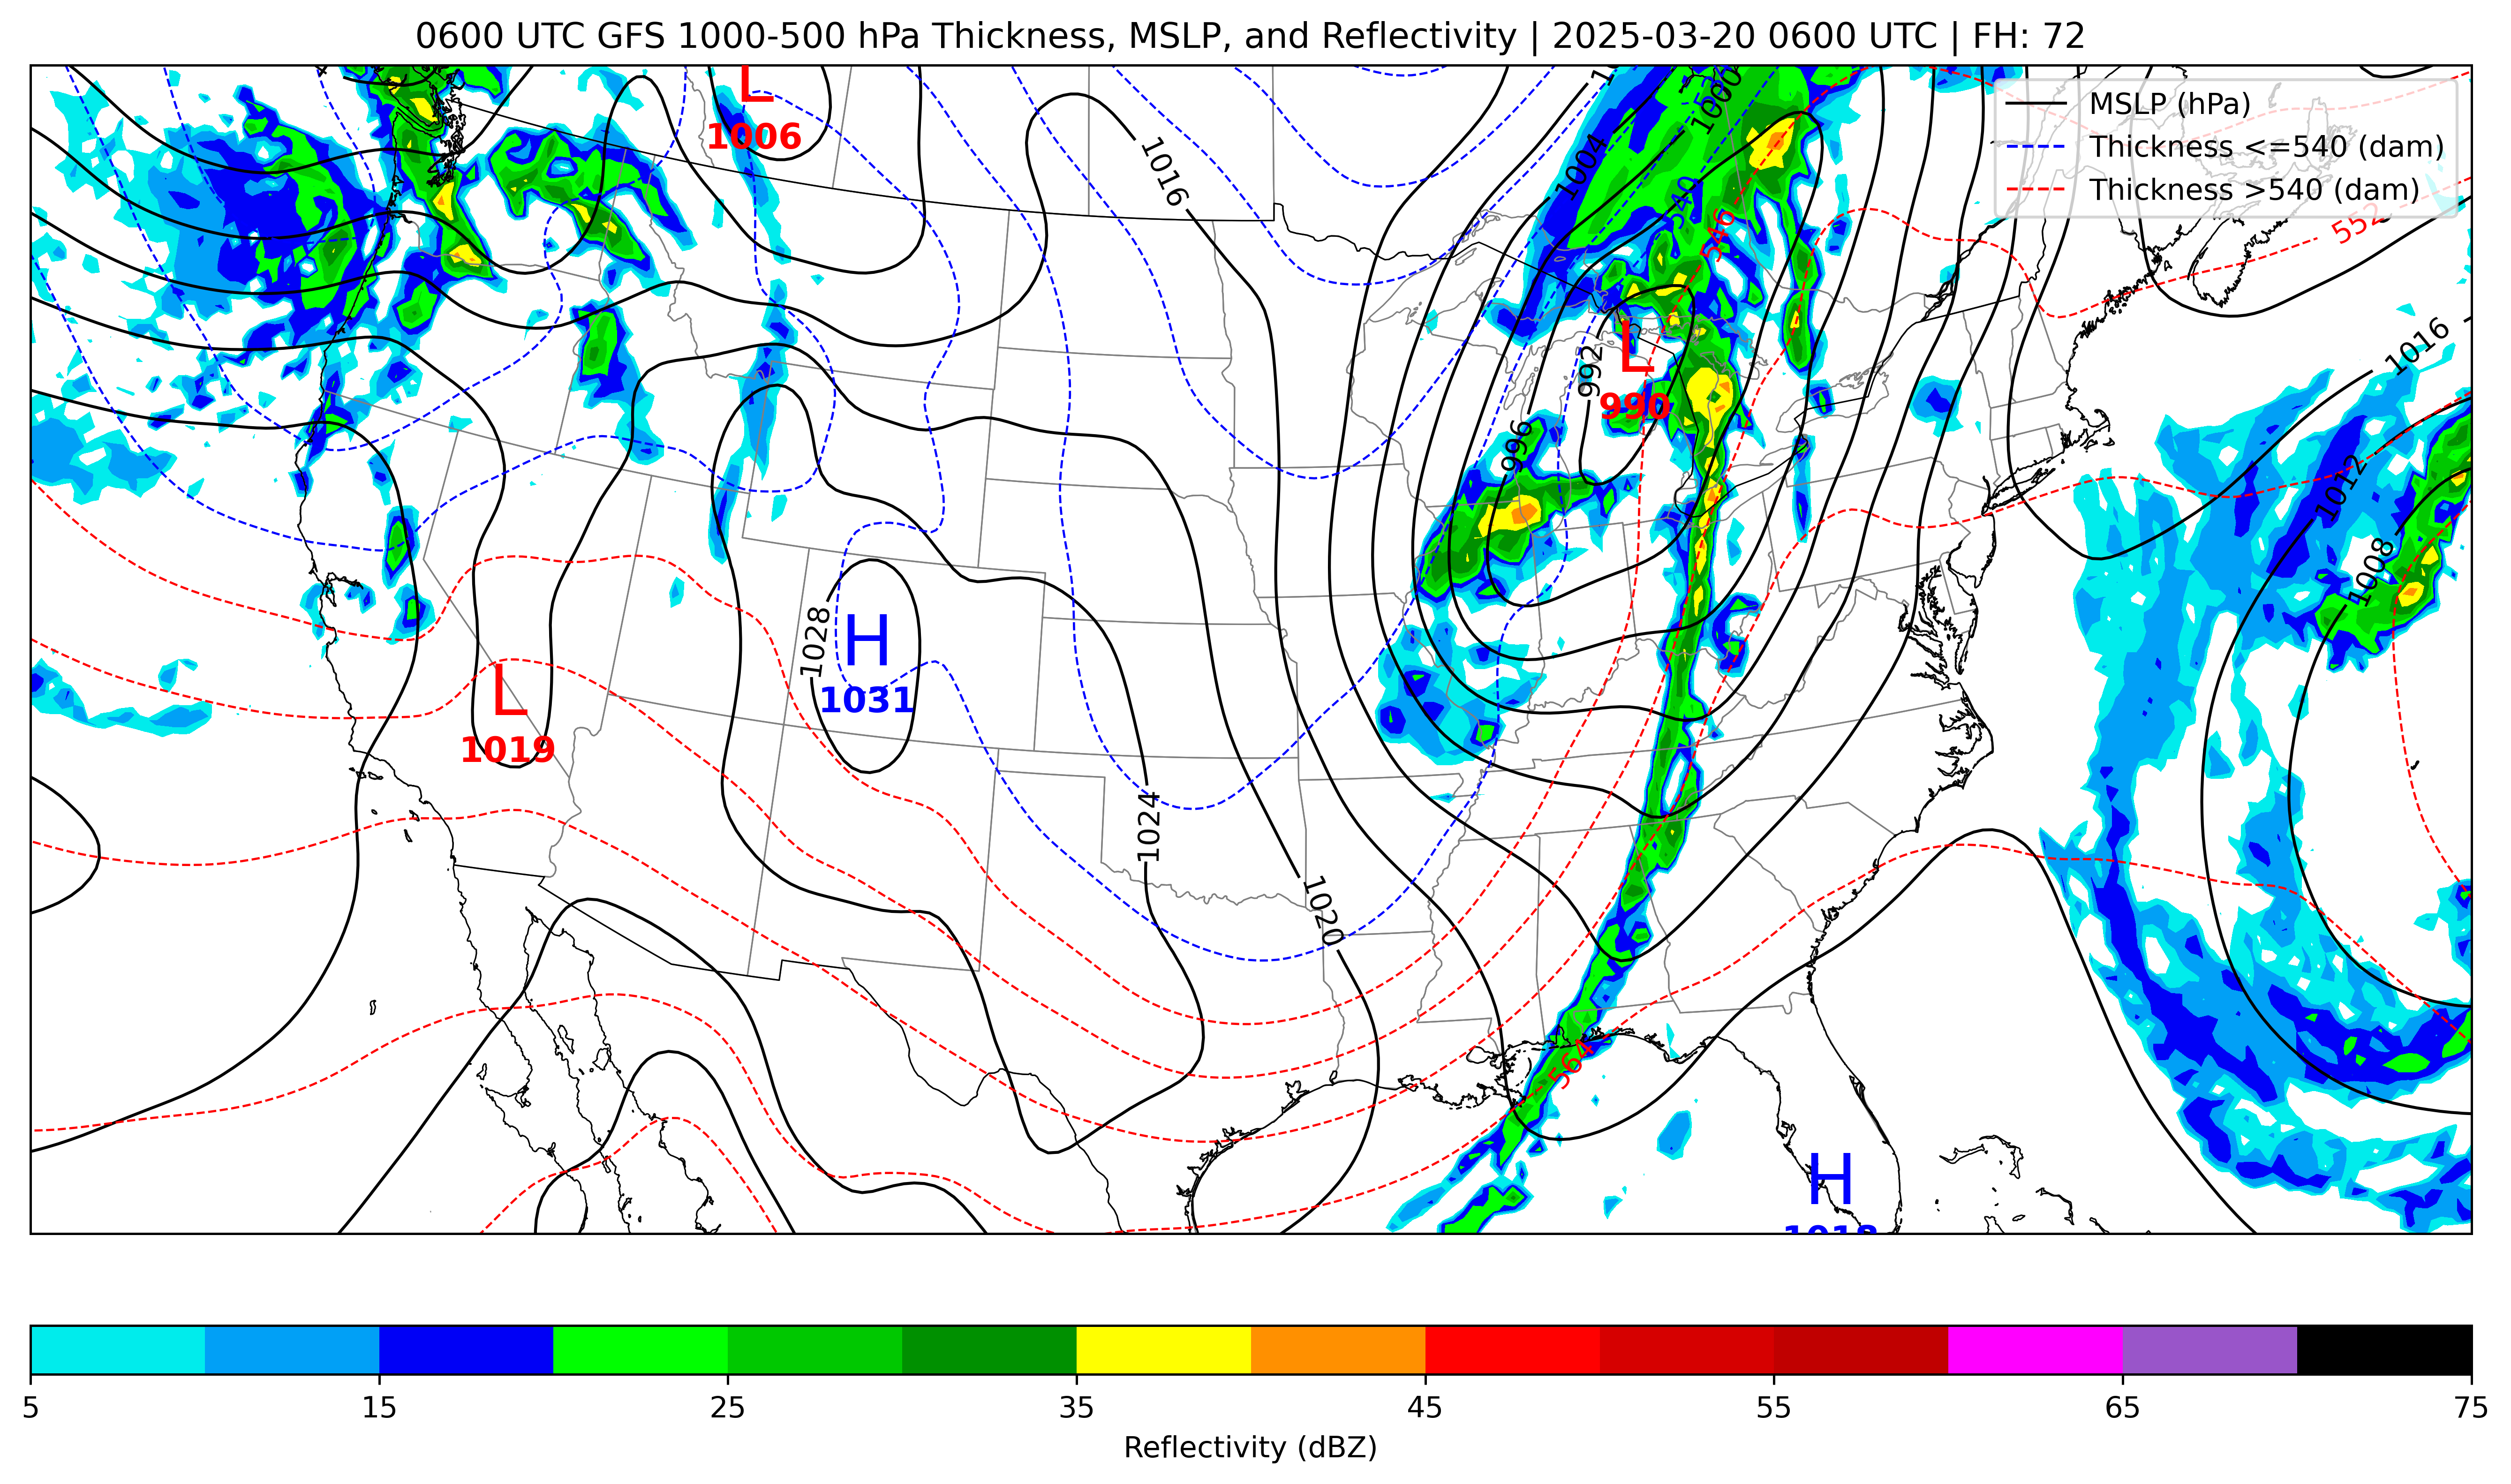 0600 UTC GFS 1000-500 hPa Thickness, MSLP, and Reflectivity | 2025-03-20 0600 UTC | FH: 72
MSLP (hPa)
Thickness <=540 (dam)
Thickness >540 (dam)
L
1006
1016
1004
1000
540
546
552
L
990
992
996
1016
1012
1008
H
1031
1028
L
1019
1024
1020
564
H
1018
5 15 25 35 45 55 65 75
Reflectivity (dBZ)